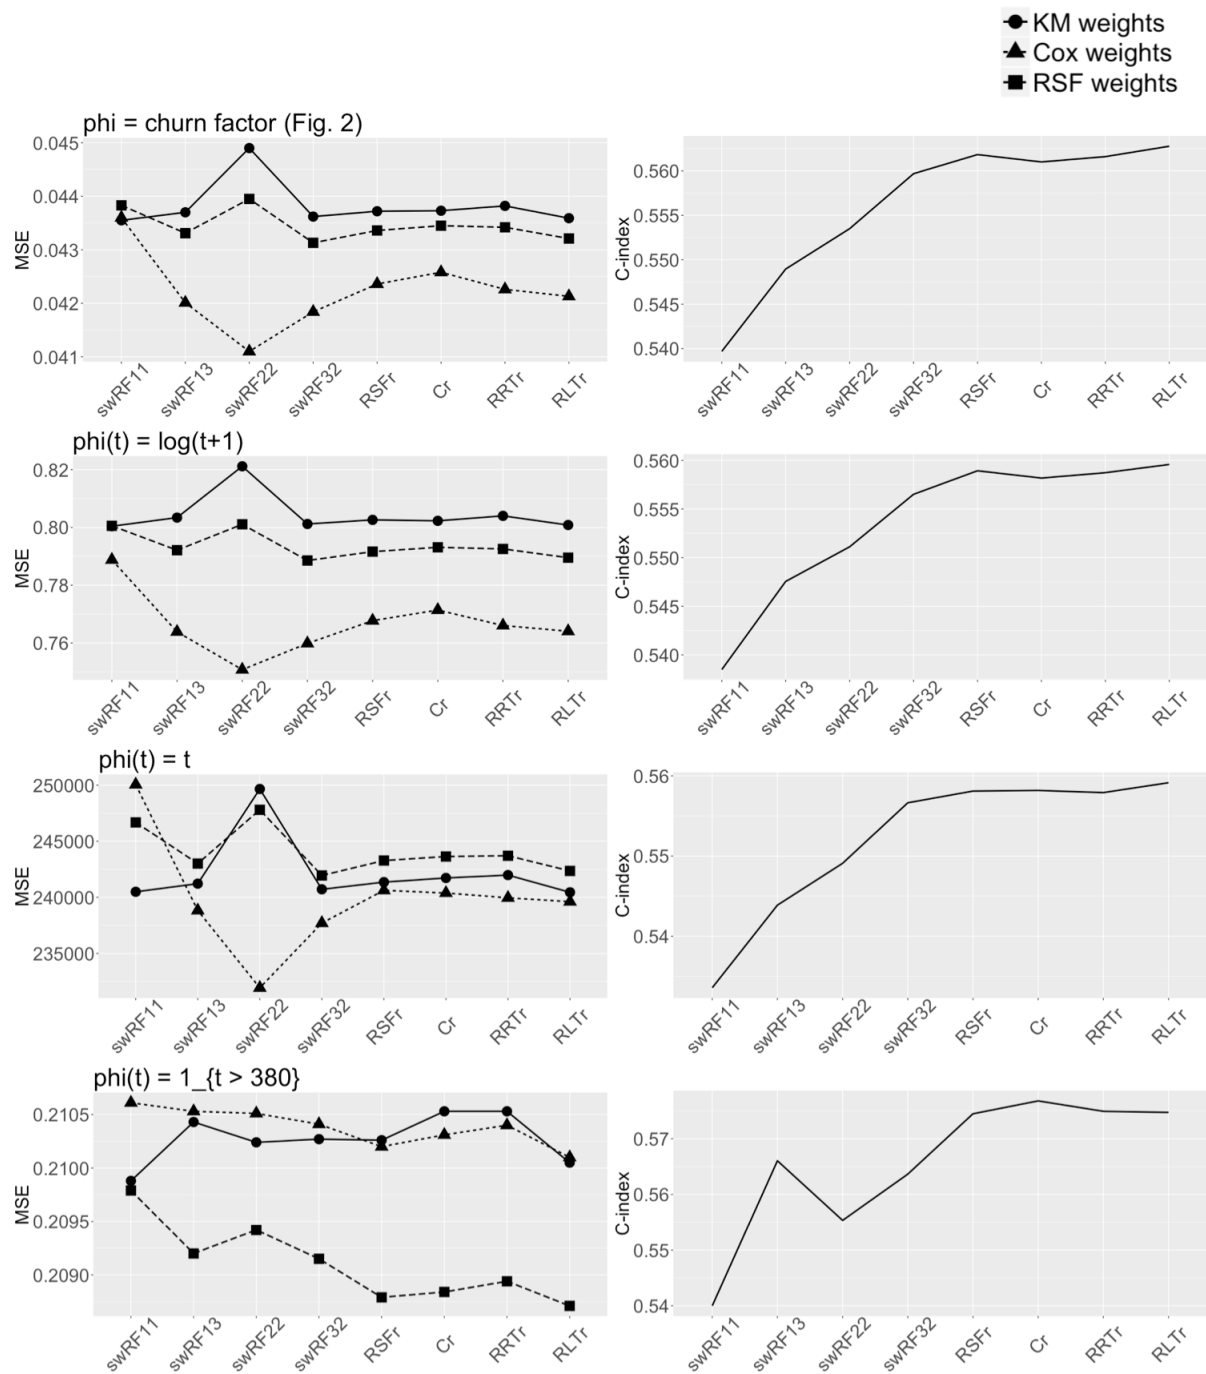 KM weights
Cox weights
RSF weights
phi = churn factor (Fig. 2)
MSE
0.045
0.044
0.043
0.042
0.041
swRF11 swRF13 swRF22 swRF32 RSFr Cr RRTr RLTr
C-index
0.560
0.555
0.550
0.545
0.540
swRF11 swRF13 swRF22 swRF32 RSFr Cr RRTr RLTr
phi(t) = log(t+1)
MSE
0.82
0.80
0.78
0.76
swRF11 swRF13 swRF22 swRF32 RSFr Cr RRTr RLTr
C-index
0.560
0.555
0.550
0.545
0.540
swRF11 swRF13 swRF22 swRF32 RSFr Cr RRTr RLTr
phi(t) = t
MSE
250000
245000
240000
235000
swRF11 swRF13 swRF22 swRF32 RSFr Cr RRTr RLTr
C-index
0.56
0.55
0.54
swRF11 swRF13 swRF22 swRF32 RSFr Cr RRTr RLTr
phi(t) = 1_{t > 380}
MSE
0.2105
0.2100
0.2095
0.2090
swRF11 swRF13 swRF22 swRF32 RSFr Cr RRTr RLTr
C-index
0.57
0.56
0.55
0.54
swRF11 swRF13 swRF22 swRF32 RSFr Cr RRTr RLTr